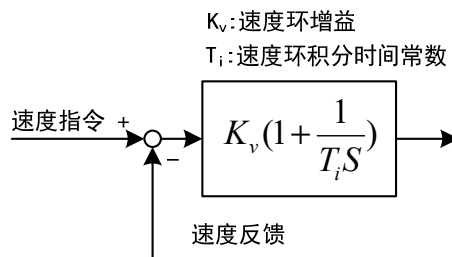 Kv:速度环增益
Ti:速度环积分时间常数
速度指令 +
Kv(1+1/TiS)
−
速度反馈